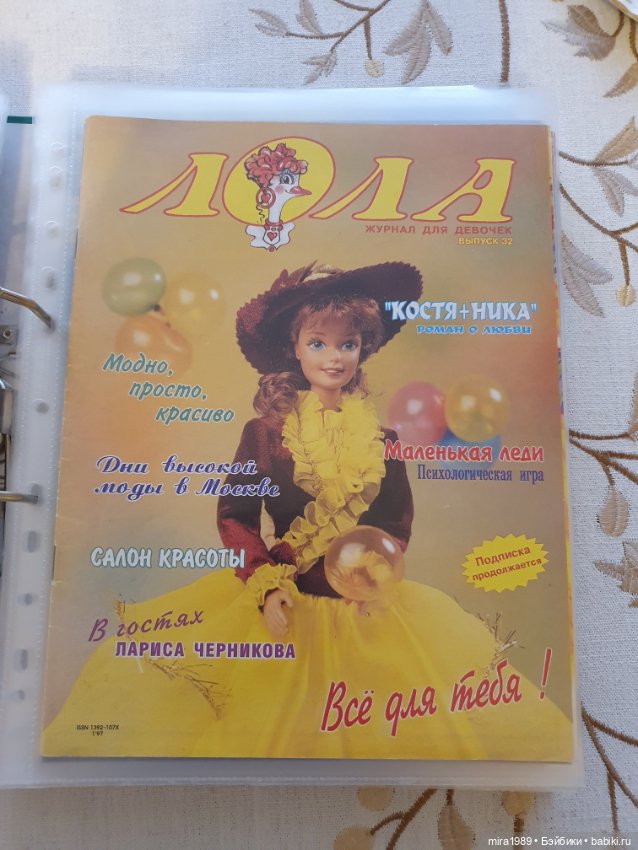 ЛОЛА
ЖУРНАЛ ДЛЯ ДЕВОЧЕК
ВЫПУСК 32
"КОСТЯ+НИКА"
РОМАН О ЛЮБВИ
Модно,
просто,
красиво
Маленькая леди
Психологическая игра
Дни высокой
моды в Москве
САЛОН КРАСОТЫ
Подписка
продолжается
В гостях
ЛАРИСА ЧЕРНИКОВА
Всё для тебя !
ISSN 1392-107X
1'97
mira1989 • Бэйбики • babiki.ru